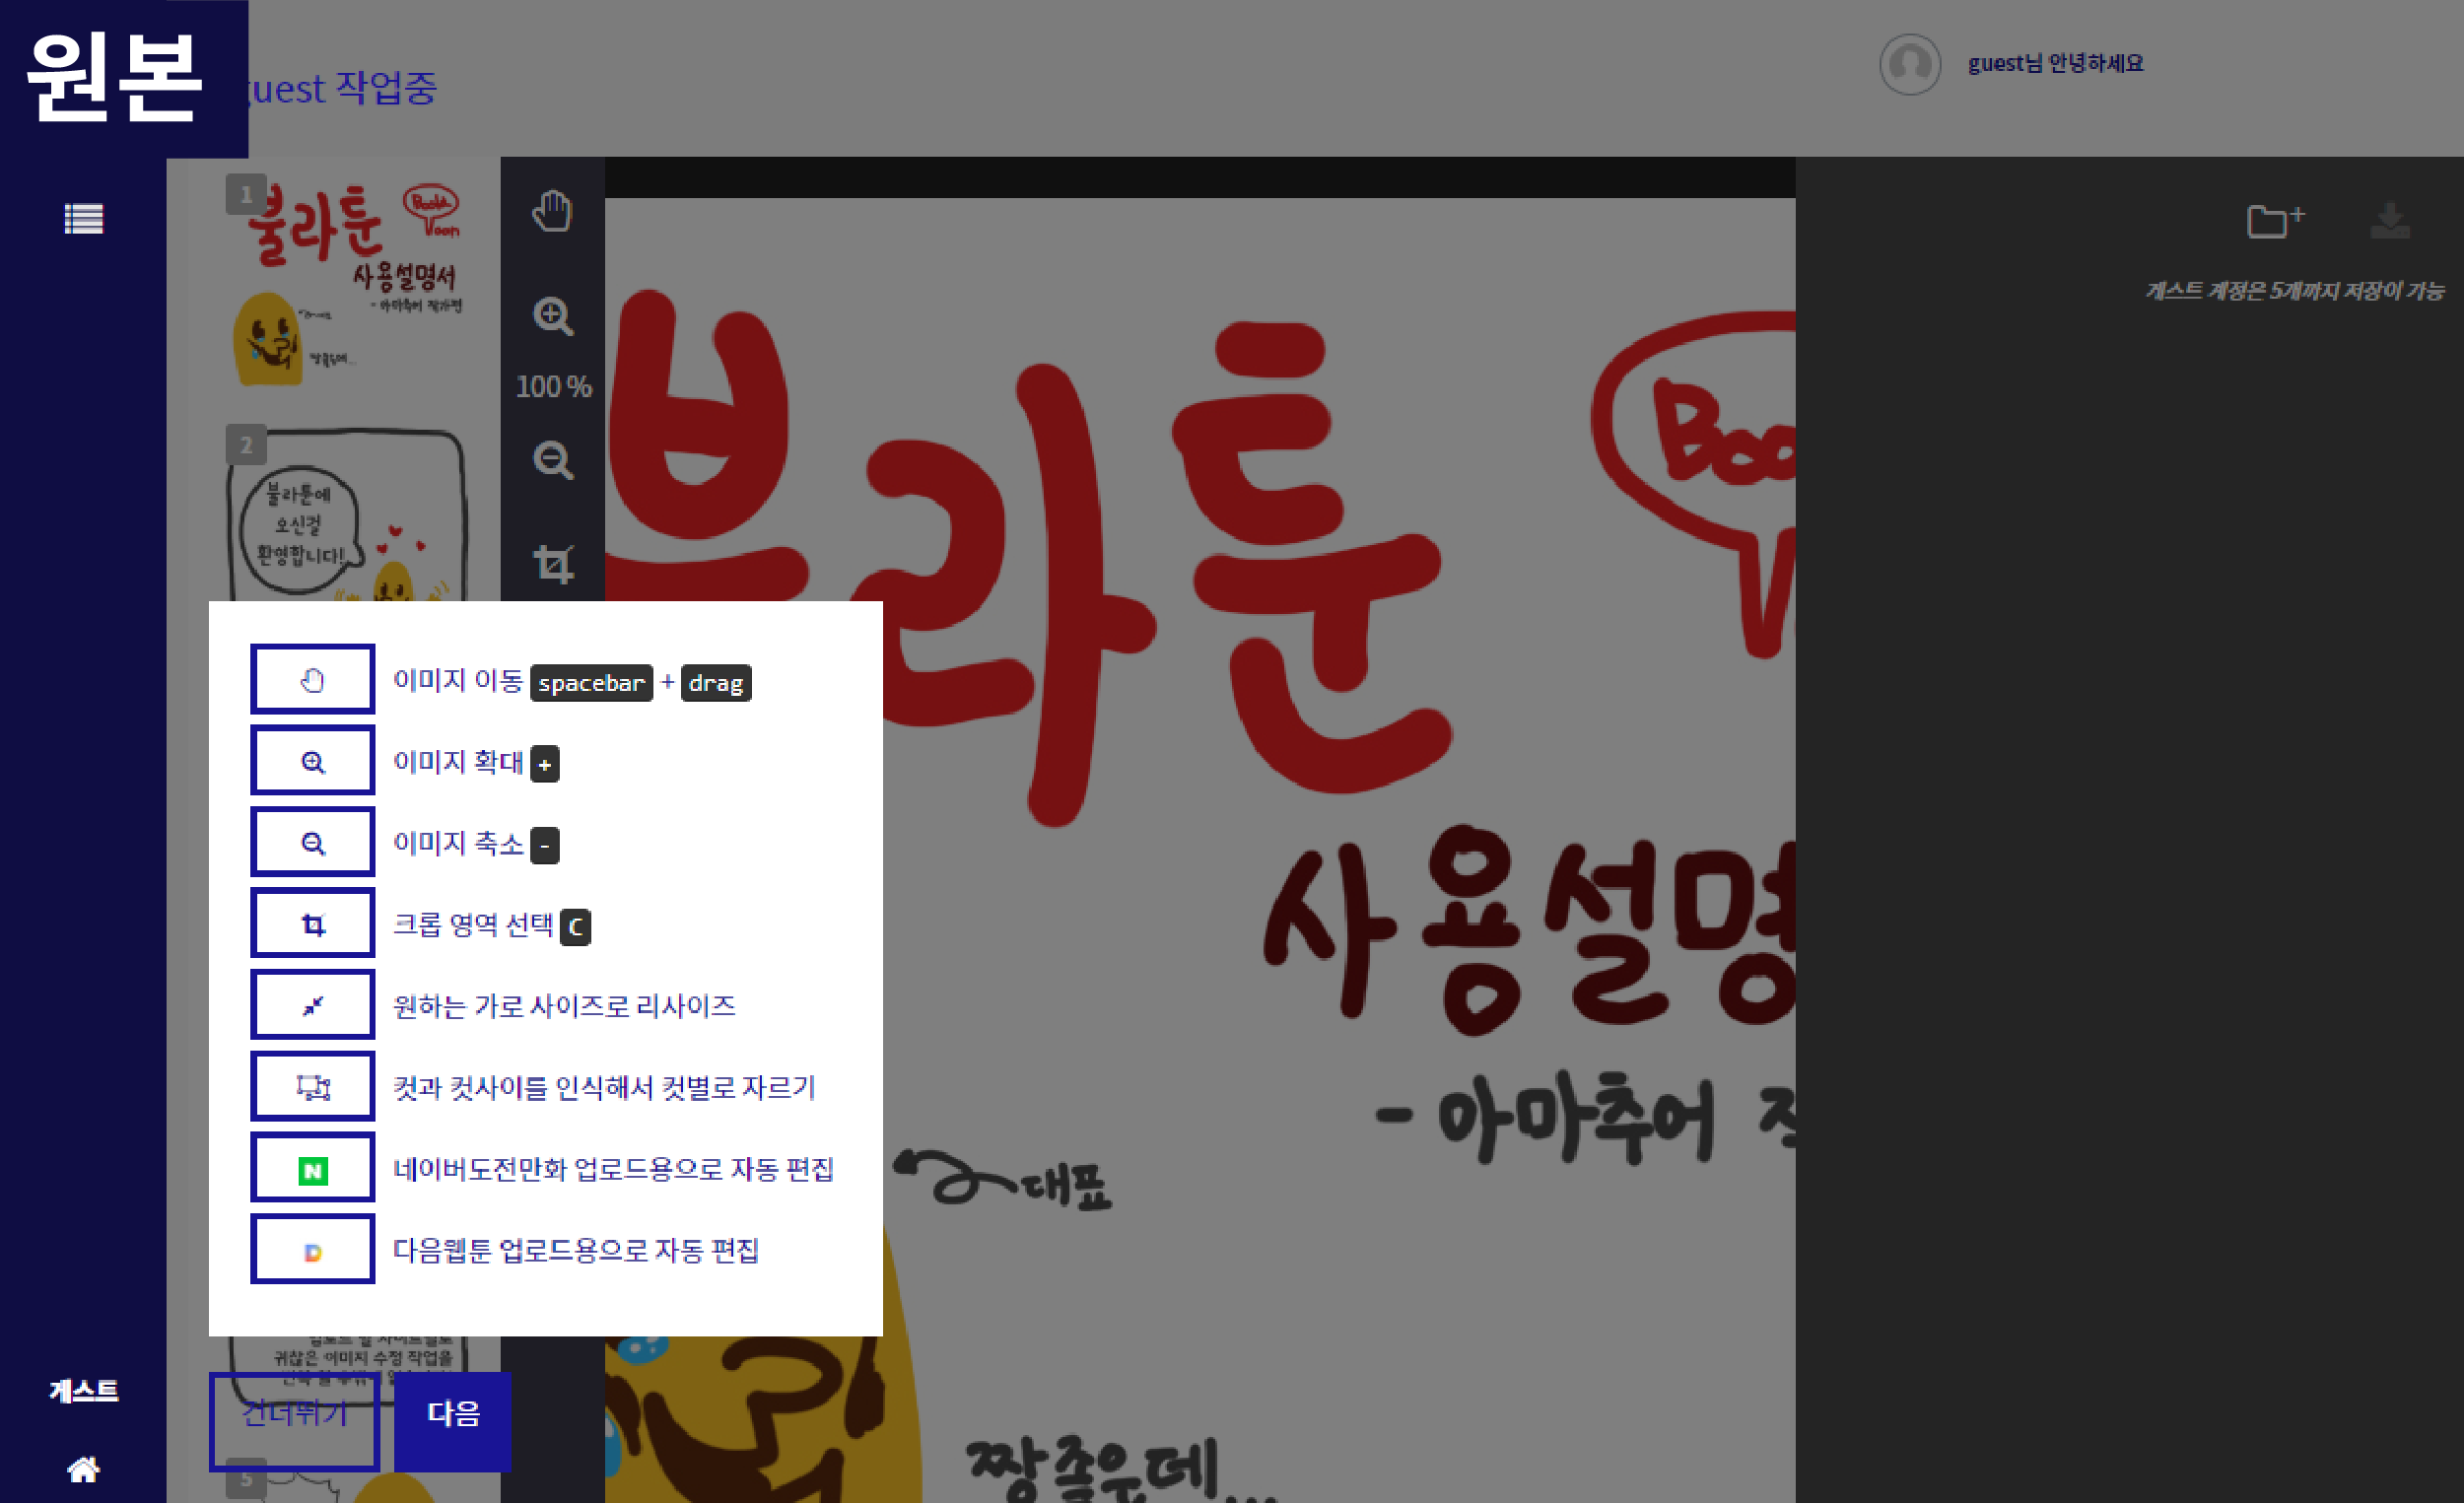 원본
guest 작업중
guest님 안녕하세요
1
불라툰
Boola
Toon
사용설명서
- 아마추어 작가편
대표
짱좋은데...
2
불라툰에
오신걸
환영합니다!
100 %
게스트 계정은 5개까지 저장이 가능
불라툰
사용설명
- 아마추어
대표
짱좋은데...
이미지 이동 spacebar + drag
이미지 확대 +
이미지 축소 -
크롭 영역 선택 C
원하는 가로 사이즈로 리사이즈
컷과 컷사이를 인식해서 컷별로 자르기
N 네이버도전만화 업로드용으로 자동 편집
D 다음웹툰 업로드용으로 자동 편집
귀찮은 이미지 수정 작업을
게스트
건너뛰기
다음
5